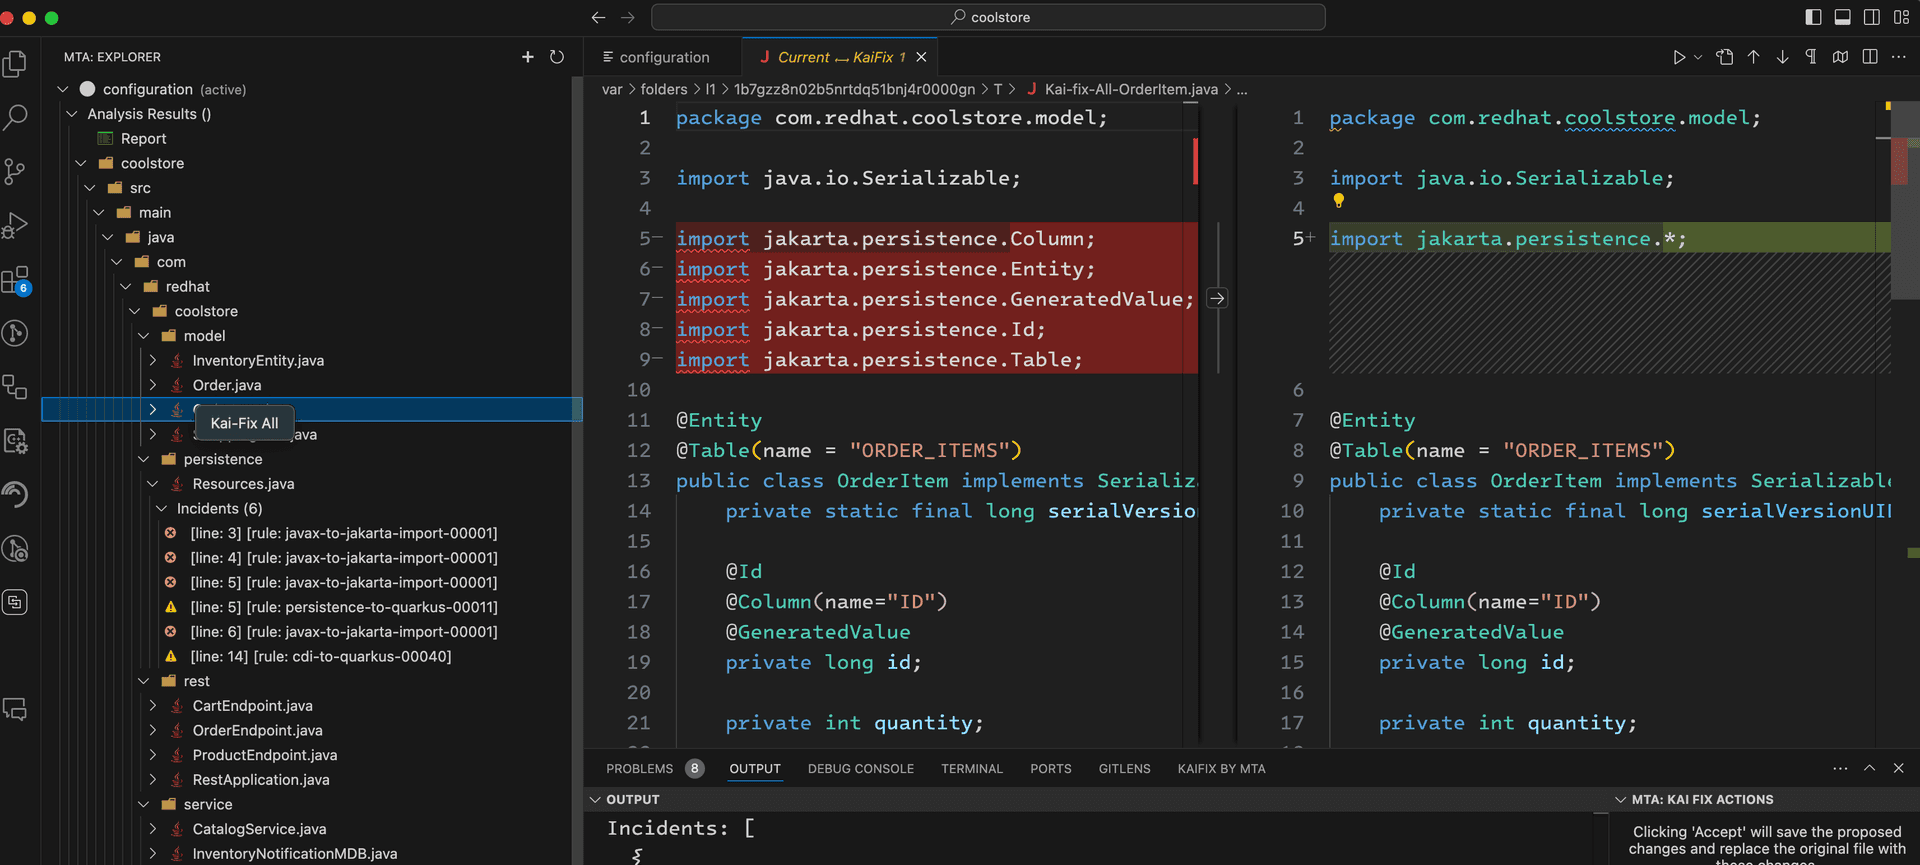 coolstore
MTA: EXPLORER
configuration (active)
Analysis Results ()
Report
coolstore
src
main
java
com
redhat
coolstore
model
InventoryEntity.java
Order.java
Kai-Fix All
ava
persistence
Resources.java
Incidents (6)
[line: 3] [rule: javax-to-jakarta-import-00001]
[line: 4] [rule: javax-to-jakarta-import-00001]
[line: 5] [rule: javax-to-jakarta-import-00001]
[line: 5] [rule: persistence-to-quarkus-00011]
[line: 6] [rule: javax-to-jakarta-import-00001]
[line: 14] [rule: cdi-to-quarkus-00040]
rest
CartEndpoint.java
OrderEndpoint.java
ProductEndpoint.java
RestApplication.java
service
CatalogService.java
InventoryNotificationMDB.java
6
configuration
J Current ↔ KaiFix 1
var > folders > l1 > 1b7gzz8n02b5nrtdq51bnj4r0000gn > T > J Kai-fix-All-OrderItem.java > ...
1 package com.redhat.coolstore.model;
2
3 import java.io.Serializable;
4
5− import jakarta.persistence.Column;
6− import jakarta.persistence.Entity;
7− import jakarta.persistence.GeneratedValue;
8− import jakarta.persistence.Id;
9− import jakarta.persistence.Table;
10
11 @Entity
12 @Table(name = "ORDER_ITEMS")
13 public class OrderItem implements Serializ
14 private static final long serialVersio
15
16 @Id
17 @Column(name="ID")
18 @GeneratedValue
19 private long id;
20
21 private int quantity;
1 package com.redhat.coolstore.model;
2
3 import java.io.Serializable;
4
5+ import jakarta.persistence.*;
6
7 @Entity
8 @Table(name = "ORDER_ITEMS")
9 public class OrderItem implements Serializable
10 private static final long serialVersionUI
11
12 @Id
13 @Column(name="ID")
14 @GeneratedValue
15 private long id;
16
17 private int quantity;
PROBLEMS 8 OUTPUT DEBUG CONSOLE TERMINAL PORTS GITLENS KAIFIX BY MTA
OUTPUT
Incidents: [
{
MTA: KAI FIX ACTIONS
Clicking 'Accept' will save the proposed
changes and replace the original file with